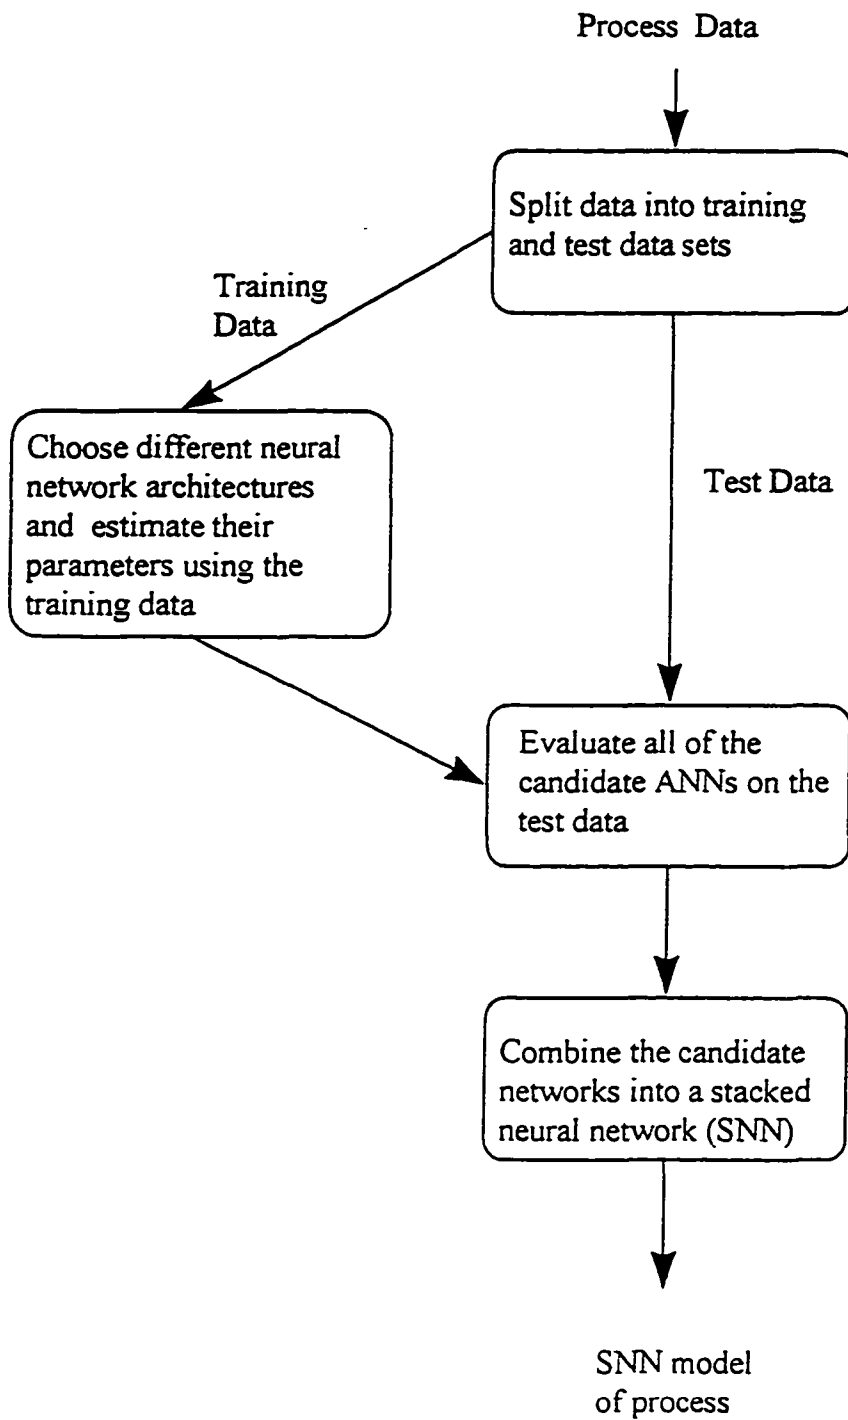 Process Data
Split data into training
and test data sets
Training
Data
Choose different neural
network architectures
and estimate their
parameters using the
training data
Test Data
Evaluate all of the
candidate ANNs on the
test data
Combine the candidate
networks into a stacked
neural network (SNN)
SNN model
of process